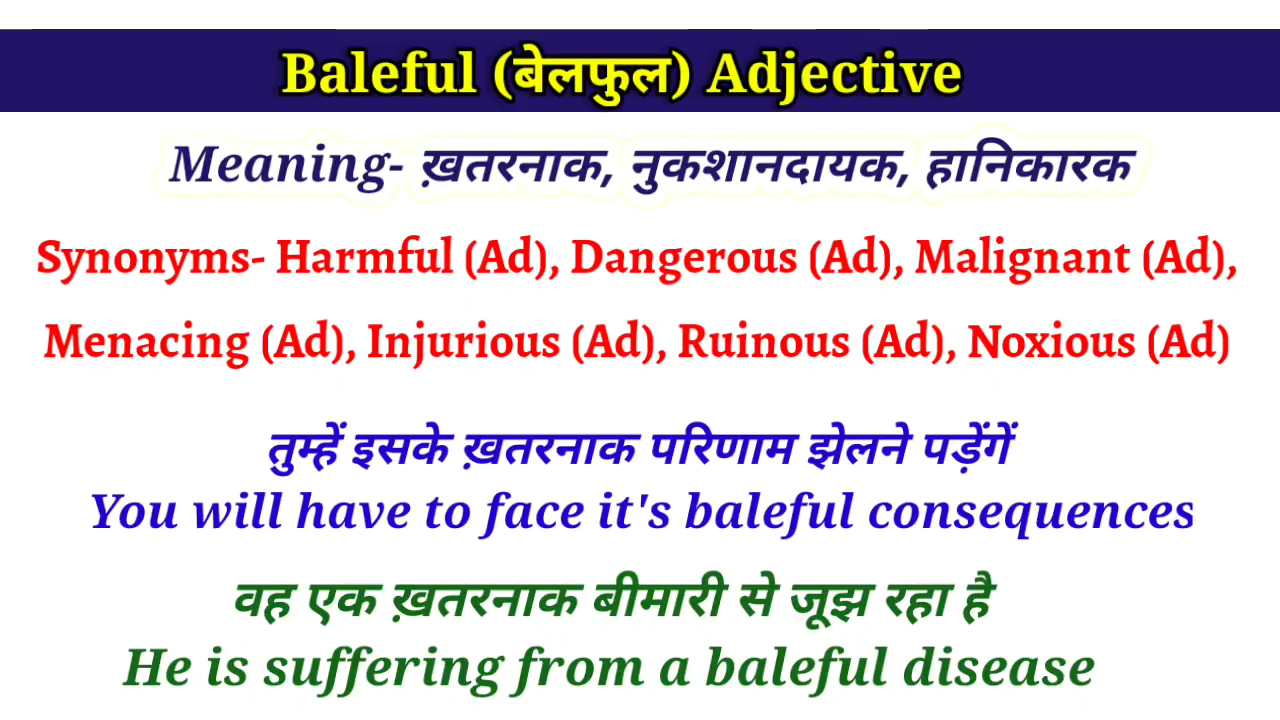 Baleful (बेलफुल) Adjective
Meaning- ख़तरनाक, नुकशानदायक, हानिकारक
Synonyms- Harmful (Ad), Dangerous (Ad), Malignant (Ad),
Menacing (Ad), Injurious (Ad), Ruinous (Ad), Noxious (Ad)
तुम्हें इसके ख़तरनाक परिणाम झेलने पड़ेंगें
You will have to face it's baleful consequences
वह एक ख़तरनाक बीमारी से जूझ रहा है
He is suffering from a baleful disease